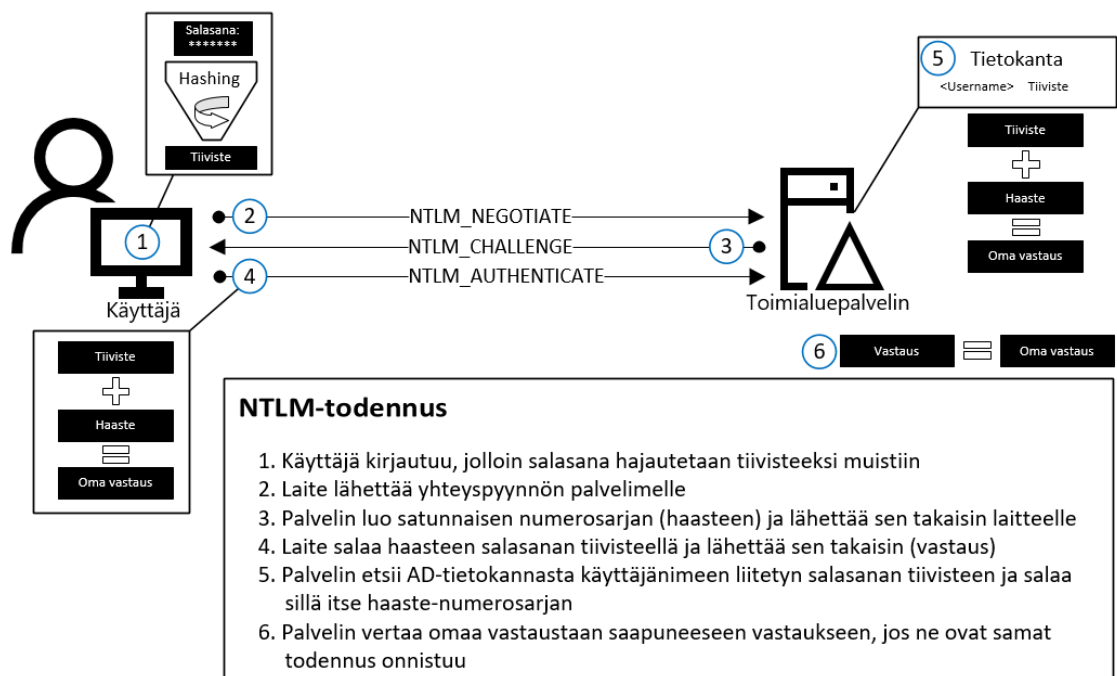 Salasana:
*******
Hashing
Tiiviste
1
Käyttäjä
2
NTLM_NEGOTIATE
NTLM_CHALLENGE
3
4
NTLM_AUTHENTICATE
Toimialuepalvelin
5 Tietokanta
<Username> Tiiviste
Tiiviste
Haaste
Oma vastaus
6 Vastaus Oma vastaus
Tiiviste
Haaste
Oma vastaus
NTLM-todennus
1. Käyttäjä kirjautuu, jolloin salasana hajautetaan tiivisteeksi muistiin
2. Laite lähettää yhteyspyynnön palvelimelle
3. Palvelin luo satunnaisen numerosarjan (haasteen) ja lähettää sen takaisin laitteelle
4. Laite salaa haasteen salasanan tiivisteellä ja lähettää sen takaisin (vastaus)
5. Palvelin etsii AD-tietokannasta käyttäjänimeen liitetyn salasanan tiivisteen ja salaa
sillä itse haaste-numerosarjan
6. Palvelin vertaa omaa vastaustaan saapuneeseen vastaukseen, jos ne ovat samat
todennus onnistuu